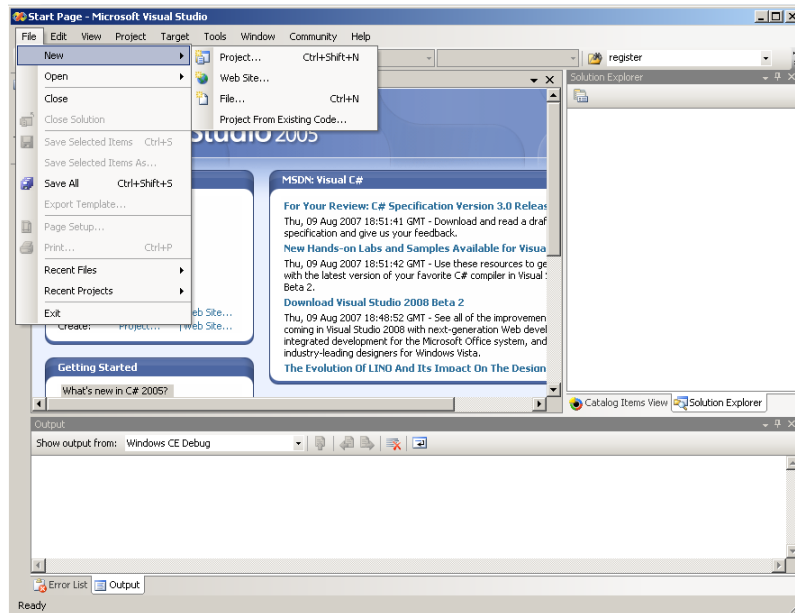 Start Page - Microsoft Visual Studio
File Edit View Project Target Tools Window Community Help
register
New
Open
Close
Close Solution
Save Selected Items Ctrl+S
Save Selected Items As...
Save All Ctrl+Shift+S
Export Template...
Page Setup...
Print... Ctrl+P
Recent Files
Recent Projects
Exit
Project... Ctrl+Shift+N
Web Site...
File... Ctrl+N
Project From Existing Code...
Studio 2005
MSDN: Visual C#
For Your Review: C# Specification Version 3.0 Releas
Thu, 09 Aug 2007 18:51:41 GMT - Download and read a draf
specification and give us your feedback.
New Hands-on Labs and Samples Available for Visua
Thu, 09 Aug 2007 18:51:42 GMT - Use these resources to ge
with the latest version of your favorite C# compiler in Visual
Beta 2.
Download Visual Studio 2008 Beta 2
Thu, 09 Aug 2007 18:48:52 GMT - See all of the improvemen
coming in Visual Studio 2008 with next-generation Web devel
integrated development for the Microsoft Office system, and
industry-leading designers for Windows Vista.
The Evolution Of LINQ And Its Impact On The Design
eb Site...
Create: Project... | Web Site...
Getting Started
What's new in C# 2005?
Solution Explorer
Catalog Items View Solution Explorer
Output
Show output from: Windows CE Debug
Error List Output
Ready